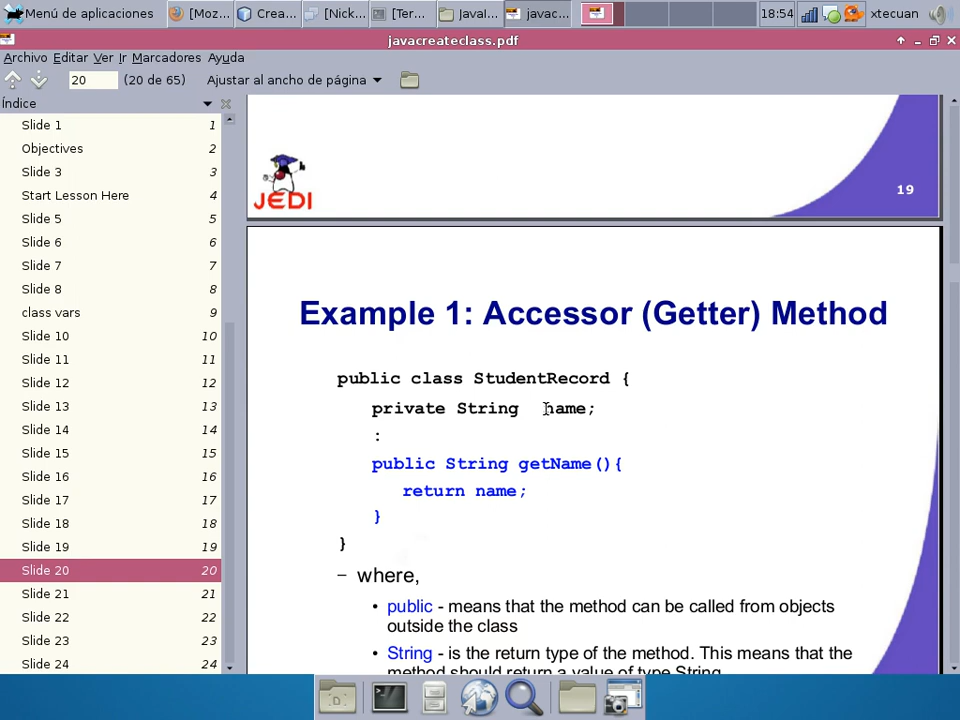 Menú de aplicaciones [Moz... Crea... [Nick... [Ter... JavaI... javac... 18:54 xtecuan
javacreateclass.pdf
Archivo Editar Ver Ir Marcadores Ayuda
20 (20 de 65) Ajustar al ancho de página
Índice
Slide 1 1
Objectives 2
Slide 3 3
Start Lesson Here 4
Slide 5 5
Slide 6 6
Slide 7 7
Slide 8 8
class vars 9
Slide 10 10
Slide 11 11
Slide 12 12
Slide 13 13
Slide 14 14
Slide 15 15
Slide 16 16
Slide 17 17
Slide 18 18
Slide 19 19
Slide 20 20
Slide 21 21
Slide 22 22
Slide 23 23
Slide 24 24
JEDI
19
Example 1: Accessor (Getter) Method
public class StudentRecord {
private String name;
:
public String getName(){
return name;
}
}
– where,
• public - means that the method can be called from objects
outside the class
• String - is the return type of the method. This means that the
method should return a value of type String